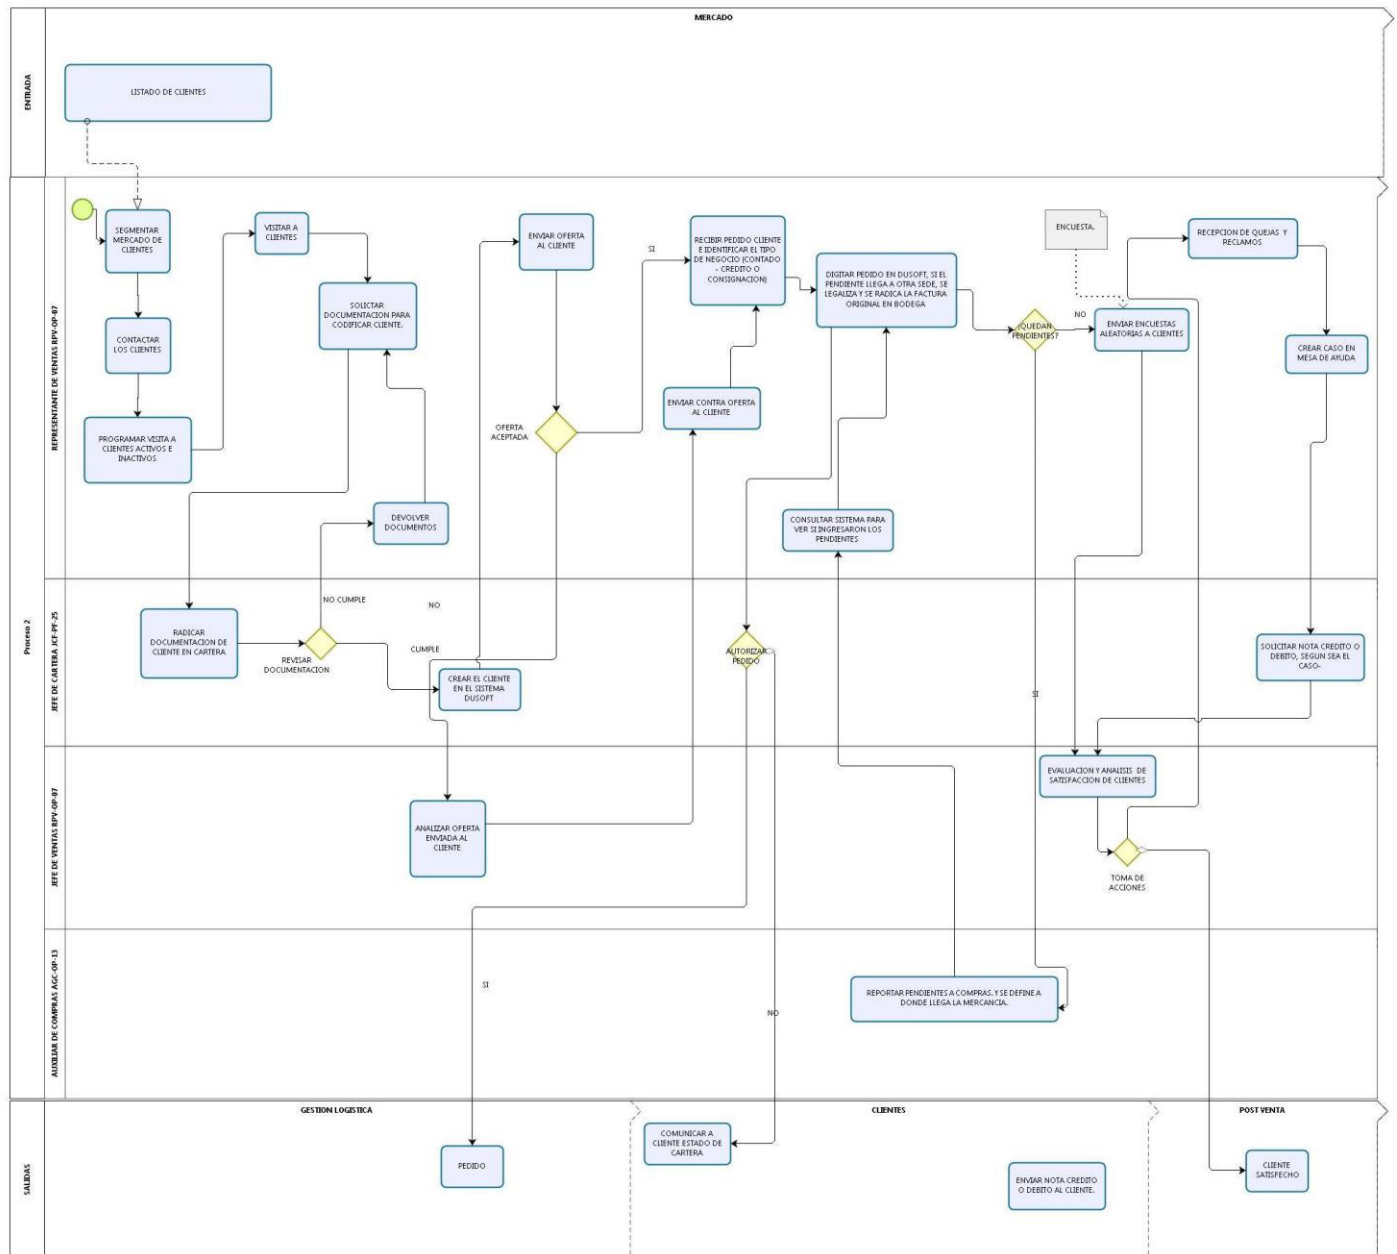 MERCADO
ENTRADA
LISTADO DE CLIENTES
Proceso 2
REPRESENTANTE DE VENTAS RPV-OP-07
SEGMENTAR
MERCADO DE
CLIENTES
VISITAR A
CLIENTES
ENVIAR OFERTA
AL CLIENTE
SI
RECIBIR PEDIDO CLIENTE
E IDENTIFICAR EL TIPO
DE NEGOCIO (CONTADO
- CREDITO O
CONSIGNACION)
ENCUESTA.
RECEPCION DE QUEJAS Y
RECLAMOS
SOLICTAR
DOCUMENTACION PARA
CODIFICAR CLIENTE.
DIGITAR PEDIDO EN DUSOFT, SI EL
PENDIENTE LLEGA A OTRA SEDE, SE
LEGALIZA Y SE RADICA LA FACTURA
ORIGINAL EN BODEGA
¿QUEDAN
PENDIENTES?
NO
ENVIAR ENCUESTAS
ALEATORIAS A CLIENTES
CONTACTAR
LOS CLIENTES
CREAR CASO EN
MESA DE AYUDA
ENVIAR CONTRA OFERTA
AL CLIENTE
PROGRAMAR VISITA A
CLIENTES ACTIVOS E
INACTIVOS
OFERTA
ACEPTADA
DEVOLVER
DOCUMENTOS
CONSULTAR SISTEMA PARA
VER SI INGRESARON LOS
PENDIENTES
JEFE DE CARTERA JCF-PF-25
NO CUMPLE
NO
RADICAR
DOCUMENTACION DE
CLIENTE EN CARTERA
REVISAR
DOCUMENTACION
CUMPLE
CREAR EL CLIENTE
EN EL SISTEMA
DUSOFT
AUTORIZAR
PEDIDO
SI
SOLICITAR NOTA CREDITO O
DEBITO, SEGUN SEA EL
CASO-
JEFE DE VENTAS RPV-OP-07
EVALUACION Y ANALISIS DE
SATISFACCION DE CLIENTES
ANALIZAR OFERTA
ENVIADA AL
CLIENTE
TOMA DE
ACCIONES
AUXILIAR DE COMPRAS AGC-OP-13
SI
NO
REPORTAR PENDIENTES A COMPRAS. Y SE DEFINE A
DONDE LLEGA LA MERCANCIA.
SALIDAS
GESTION LOGISTICA
CLIENTES
POST VENTA
PEDIDO
COMUNICAR A
CLIENTE ESTADO DE
CARTERA
ENVIAR NOTA CREDITO
O DEBITO AL CLIENTE.
CLIENTE
SATISFECHO